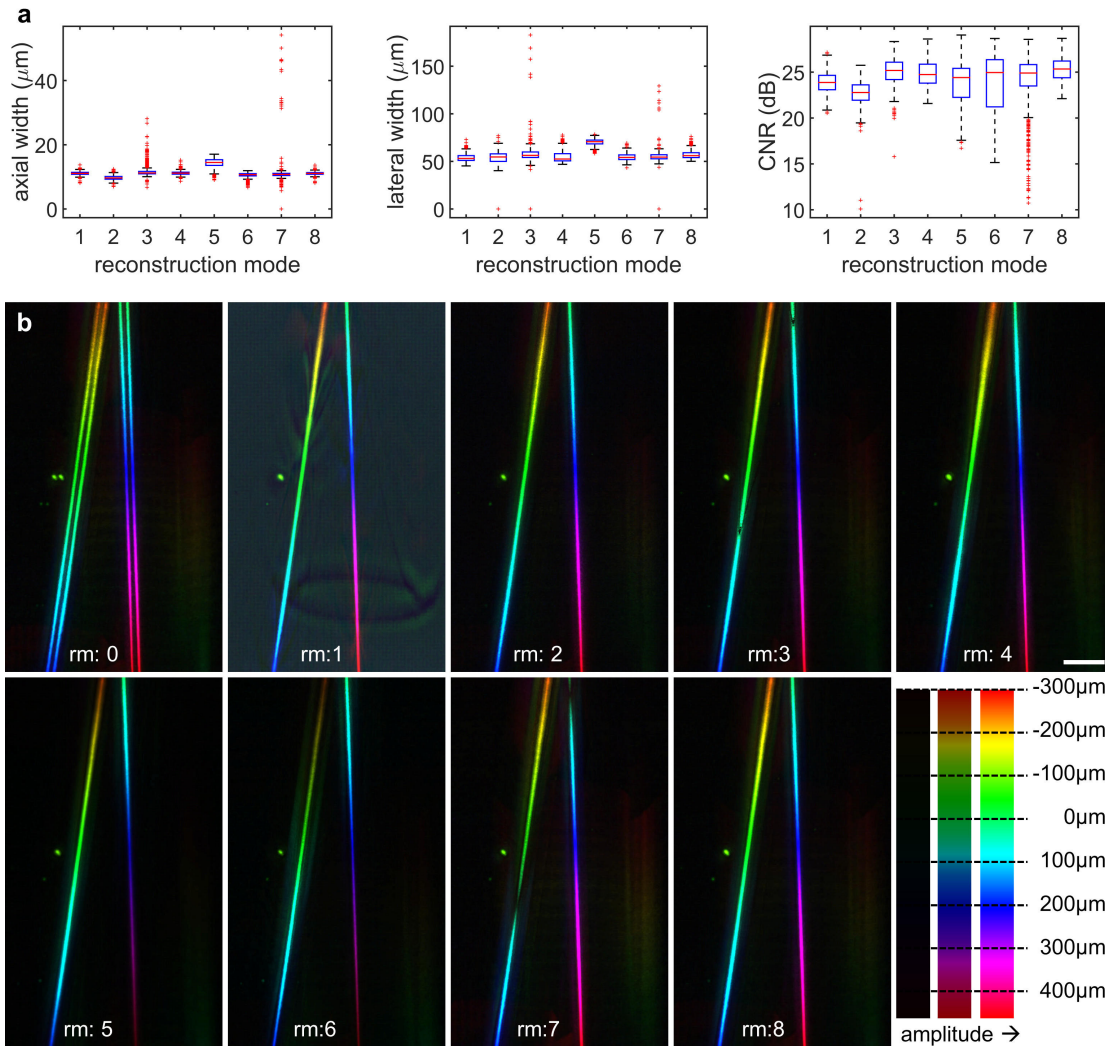 a
axial width (μm)
40
20
0
1 2 3 4 5 6 7 8
reconstruction mode
lateral width (μm)
150
100
50
0
1 2 3 4 5 6 7 8
reconstruction mode
CNR (dB)
25
20
15
10
1 2 3 4 5 6 7 8
reconstruction mode
b
rm: 0
rm:1
rm: 2
rm:3
rm: 4
rm: 5
rm:6
rm:7
rm:8
-300μm
-200μm
-100μm
0μm
100μm
200μm
300μm
400μm
amplitude →